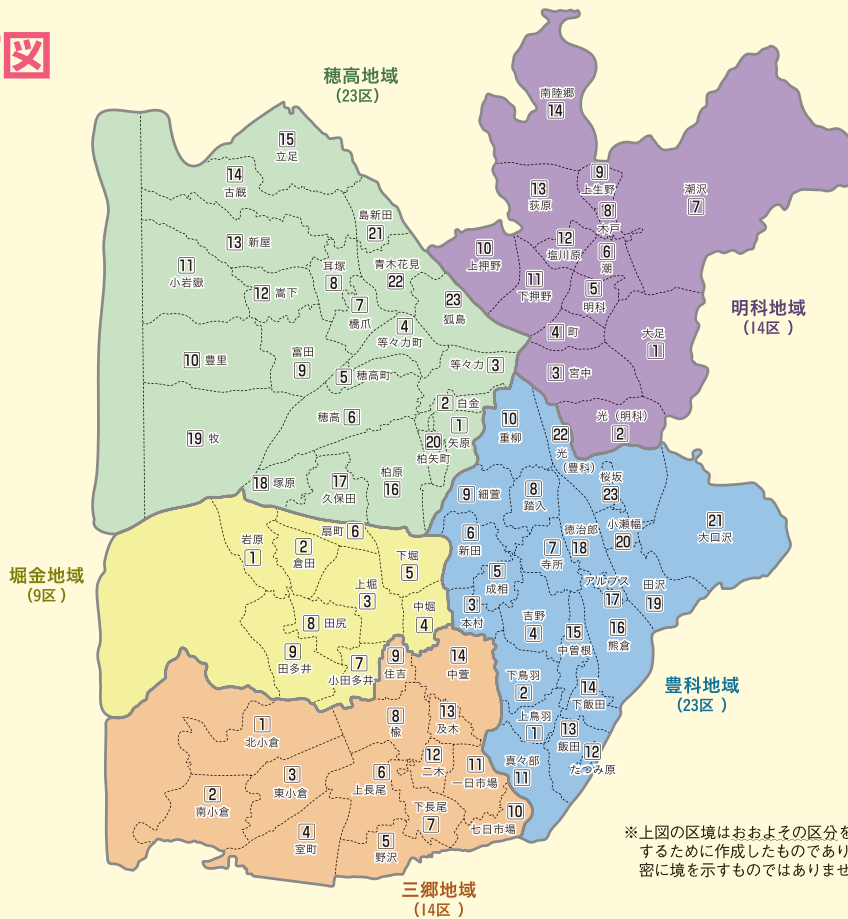 図
穂高地域
(23区)
15
立足
14
古厩
13 新屋
11
小岩嶽
12 嵩下
島新田
21
耳塚
8
青木花見
22
7
橋爪
23
狐島
4
等々力町
10 豊里
富田
9
5 穂高町
等々力 3
穂高 6
2 白金
1
矢原
20
柏矢町
19 牧
18 塚原
17
久保田
柏原
16
明科地域
(14区 )
南陸郷
14
13
荻原
9
上生野
8
木戸
潮沢
7
10
上押野
12
塩川原
6
潮
11
下押野
5
明科
4 町
大足
1
3 宮中
光（明科）
2
豊科地域
(23区 )
10
重柳
22
光
（豊科）
桜坂
23
9 細萱
8
踏入
小瀬幅
20
21
大口沢
6
新田
徳治郎
18
7
寺所
5
成相
アルプス
17
田沢
19
3
本村
吉野
4
15
中曽根
16
熊倉
下鳥羽
2
14
下飯田
上鳥羽
1
13
飯田
12
たつみ原
真々部
11
堀金地域
(9区 )
岩原
1
2
倉田
扇町 6
下堀
5
上堀
3
中堀
4
8 田尻
9
田多井
7
小田多井
三郷地域
(14区 )
9
住吉
14
中萱
1
北小倉
8
楡
13
及木
12
二木
11
一日市場
2
南小倉
3
東小倉
6
上長尾
下長尾
7
10
七日市場
4
室町
5
野沢
※上図の区境はおおよその区分を
するために作成したものであり
密に境を示すものではありませ